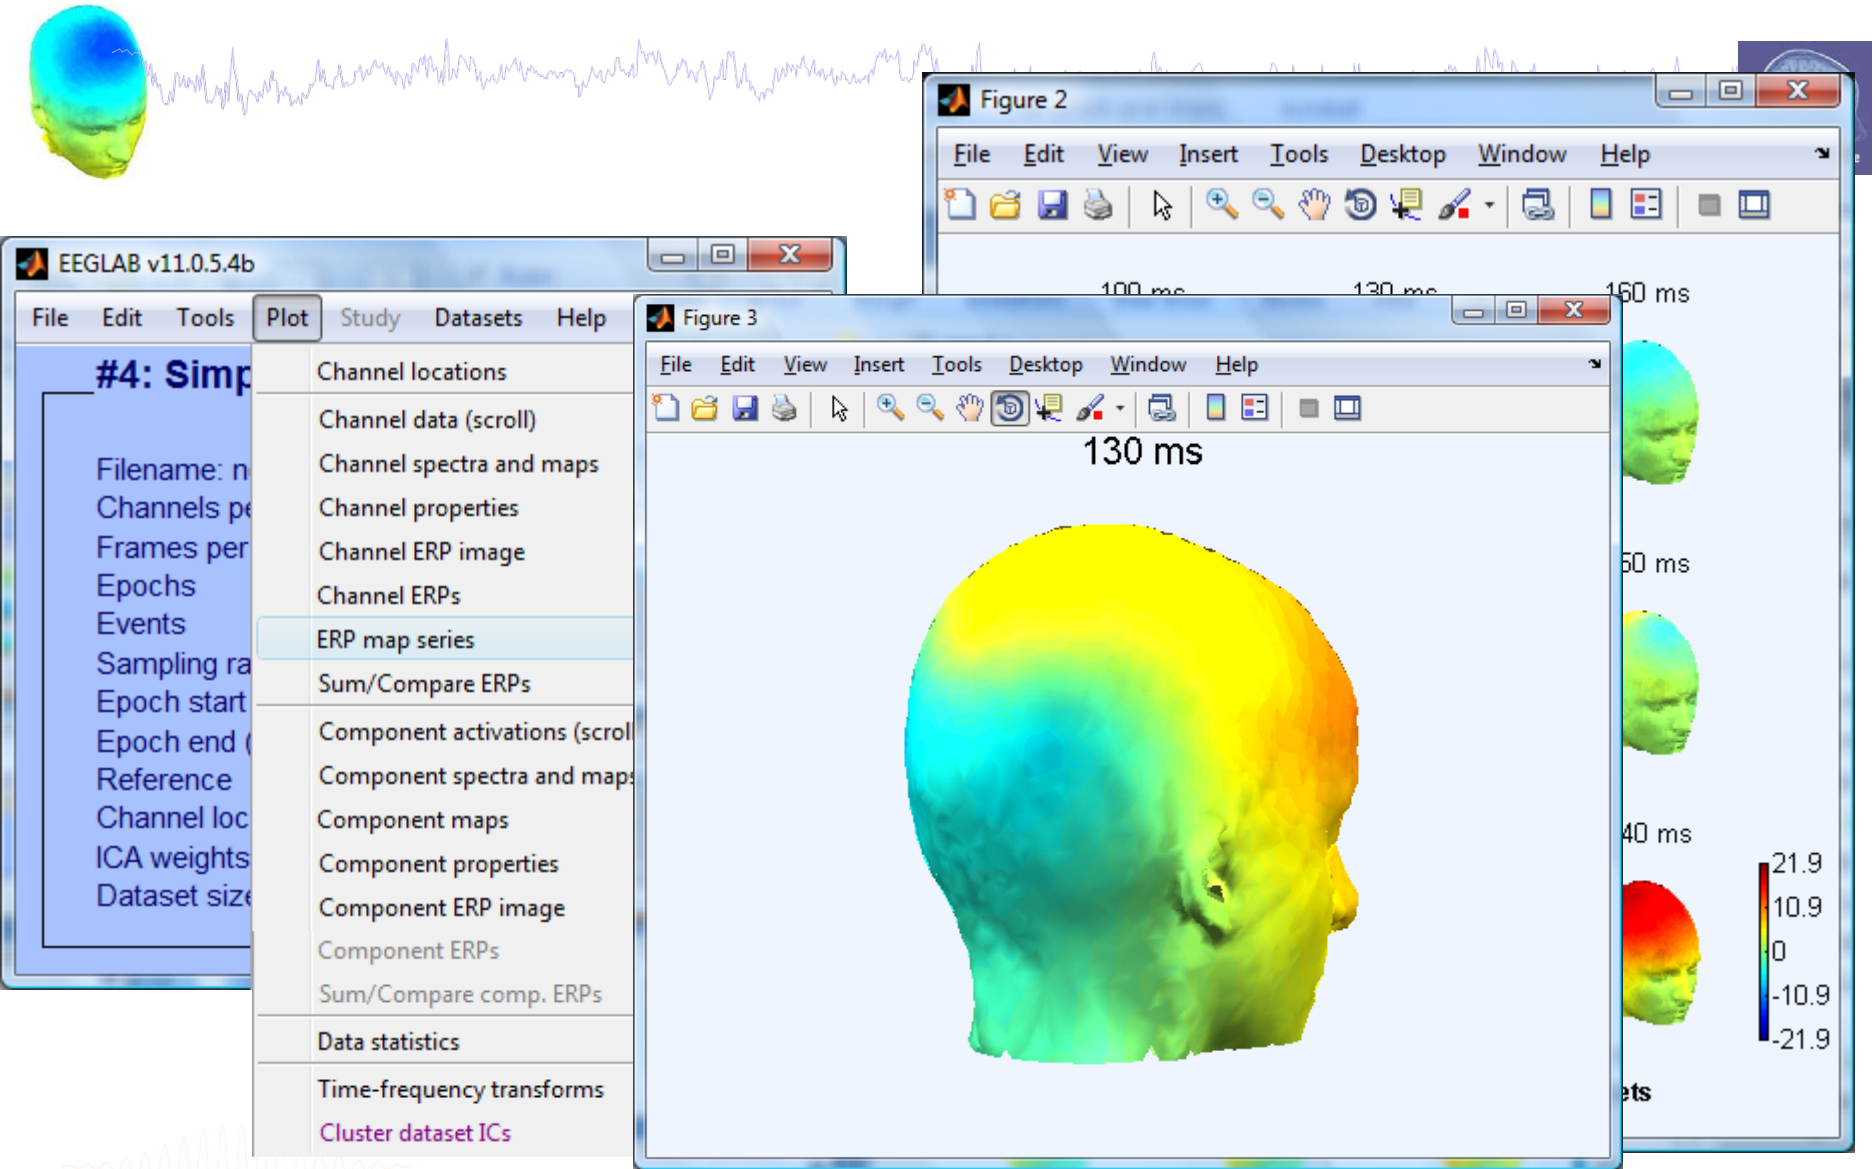 Figure 2
File Edit View Insert Tools Desktop Window Help
100 ms 130 ms 160 ms
EEGLAB v11.0.5.4b
File Edit Tools Plot Study Datasets Help
#4: Simp
Filename: n
Channels pe
Frames per
Epochs
Events
Sampling ra
Epoch start
Epoch end (
Reference
Channel loc
ICA weights
Dataset size
Channel locations
Channel data (scroll)
Channel spectra and maps
Channel properties
Channel ERP image
Channel ERPs
ERP map series
Sum/Compare ERPs
Component activations (scroll
Component spectra and maps
Component maps
Component properties
Component ERP image
Component ERPs
Sum/Compare comp. ERPs
Data statistics
Time-frequency transforms
Cluster dataset ICs
Figure 3
File Edit View Insert Tools Desktop Window Help
130 ms
50 ms
40 ms
21.9
10.9
0
-10.9
-21.9
ets